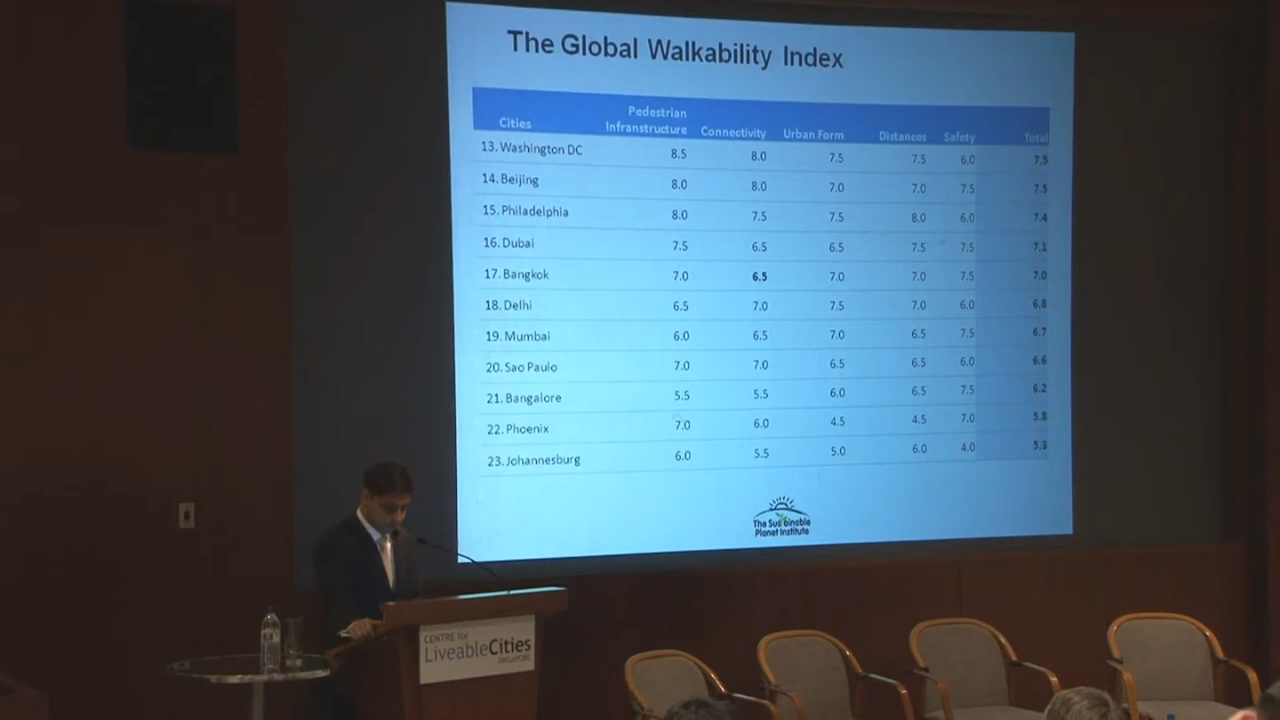 The Global Walkability Index
Cities Pedestrian Infranstructure Connectivity Urban Form Distances Safety Total
13. Washington DC 8.5 8.0 7.5 7.5 6.0 7.5
14. Beijing 8.0 8.0 7.0 7.0 7.5 7.5
15. Philadelphia 8.0 7.5 7.5 8.0 6.0 7.4
16. Dubai 7.5 6.5 6.5 7.5 7.5 7.1
17. Bangkok 7.0 6.5 7.0 7.0 7.5 7.0
18. Delhi 6.5 7.0 7.5 7.0 6.0 6.8
19. Mumbai 6.0 6.5 7.0 6.5 7.5 6.7
20. Sao Paulo 7.0 7.0 6.5 6.5 6.0 6.6
21. Bangalore 5.5 5.5 6.0 6.5 7.5 6.2
22. Phoenix 7.0 6.0 4.5 4.5 7.0 5.8
23. Johannesburg 6.0 5.5 5.0 6.0 4.0 5.3
The Sustainable
Planet Institute
CENTRE for
LiveableCities
SINGAPORE